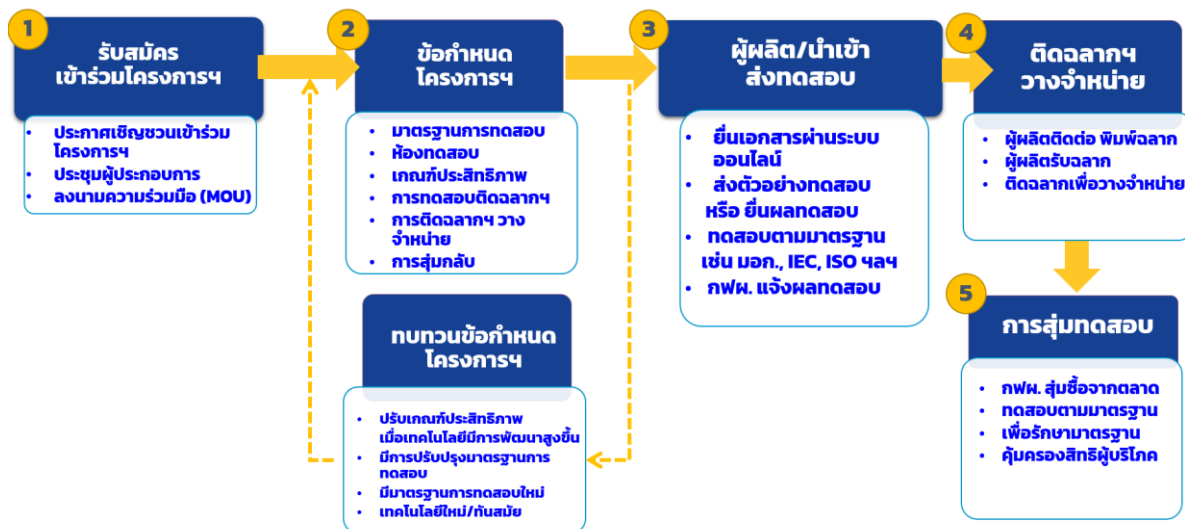 1
รับสมัคร
เข้าร่วมโครงการฯ
• ประกาศเชิญชวนเข้าร่วม
โครงการฯ
• ประชุมผู้ประกอบการ
• ลงนามความร่วมมือ (MOU)
2
ข้อกำหนด
โครงการฯ
• มาตรฐานการทดสอบ
• ห้องทดสอบ
• เกณฑ์ประสิทธิภาพ
• การทดสอบติดฉลากฯ
• การติดฉลากฯ วาง
จำหน่าย
• การสุ่มกลับ
ทบทวนข้อกำหนด
โครงการฯ
• ปรับเกณฑ์ประสิทธิภาพ
เมื่อเทคโนโลยีมีการพัฒนาสูงขึ้น
• มีการปรับปรุงมาตรฐานการ
ทดสอบ
• มีมาตรฐานการทดสอบใหม่
• เทคโนโลยีใหม่/ทันสมัย
3
ผู้ผลิต/นำเข้า
ส่งทดสอบ
• ยื่นเอกสารผ่านระบบ
ออนไลน์
• ส่งตัวอย่างทดสอบ
หรือ ยื่นผลทดสอบ
• ทดสอบตามมาตรฐาน
เช่น มอก., IEC, ISO ฯลฯ
• กฟผ. แจ้งผลทดสอบ
4
ติดฉลากฯ
วางจำหน่าย
• ผู้ผลิตติดต่อ พิมพ์ฉลาก
• ผู้ผลิตรับฉลาก
• ติดฉลากเพื่อวางจำหน่าย
5
การสุ่มทดสอบ
• กฟผ. สุ่มซื้อจากตลาด
• ทดสอบตามมาตรฐาน
• เพื่อรักษามาตรฐาน
• คุ้มครองสิทธิผู้บริโภค